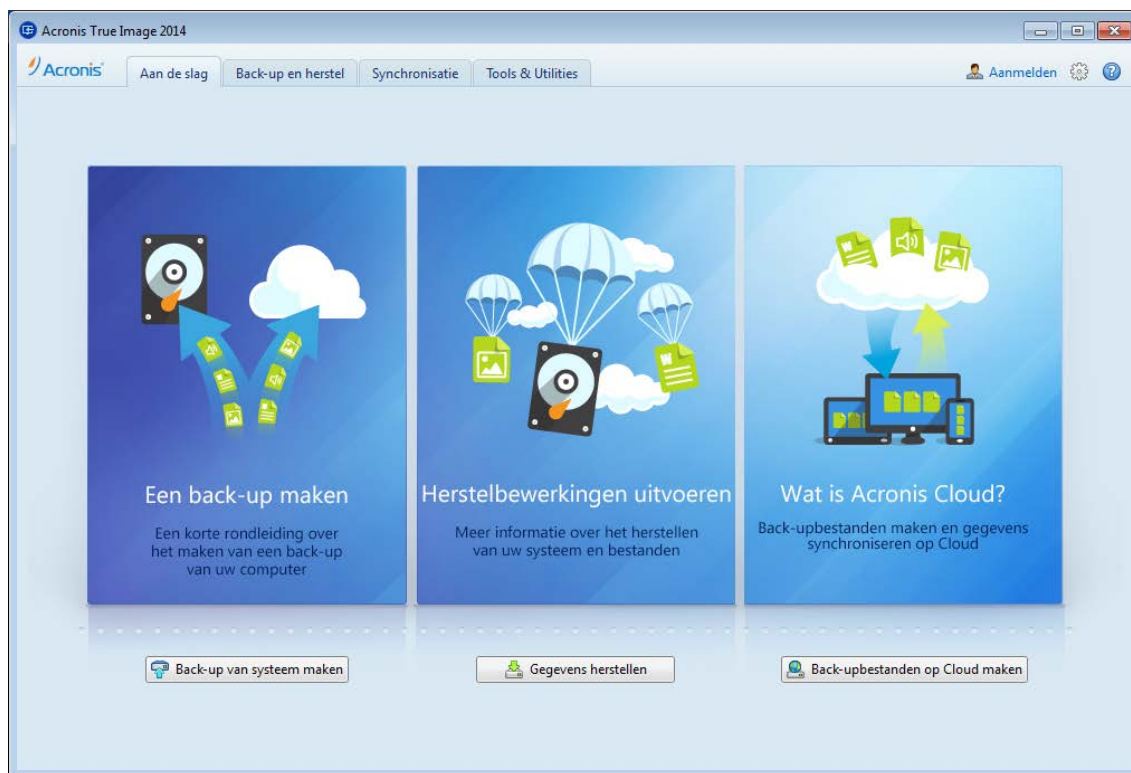 Acronis True Image 2014
Acronis
Aan de slag
Back-up en herstel
Synchronisatie
Tools & Utilities
Aanmelden
Een back-up maken
Een korte rondleiding over
het maken van een back-up
van uw computer
Herstelbewerkingen uitvoeren
Meer informatie over het herstellen
van uw systeem en bestanden
Wat is Acronis Cloud?
Back-upbestanden maken en gegevens
synchroniseren op Cloud
Back-up van systeem maken
Gegevens herstellen
Back-upbestanden op Cloud maken